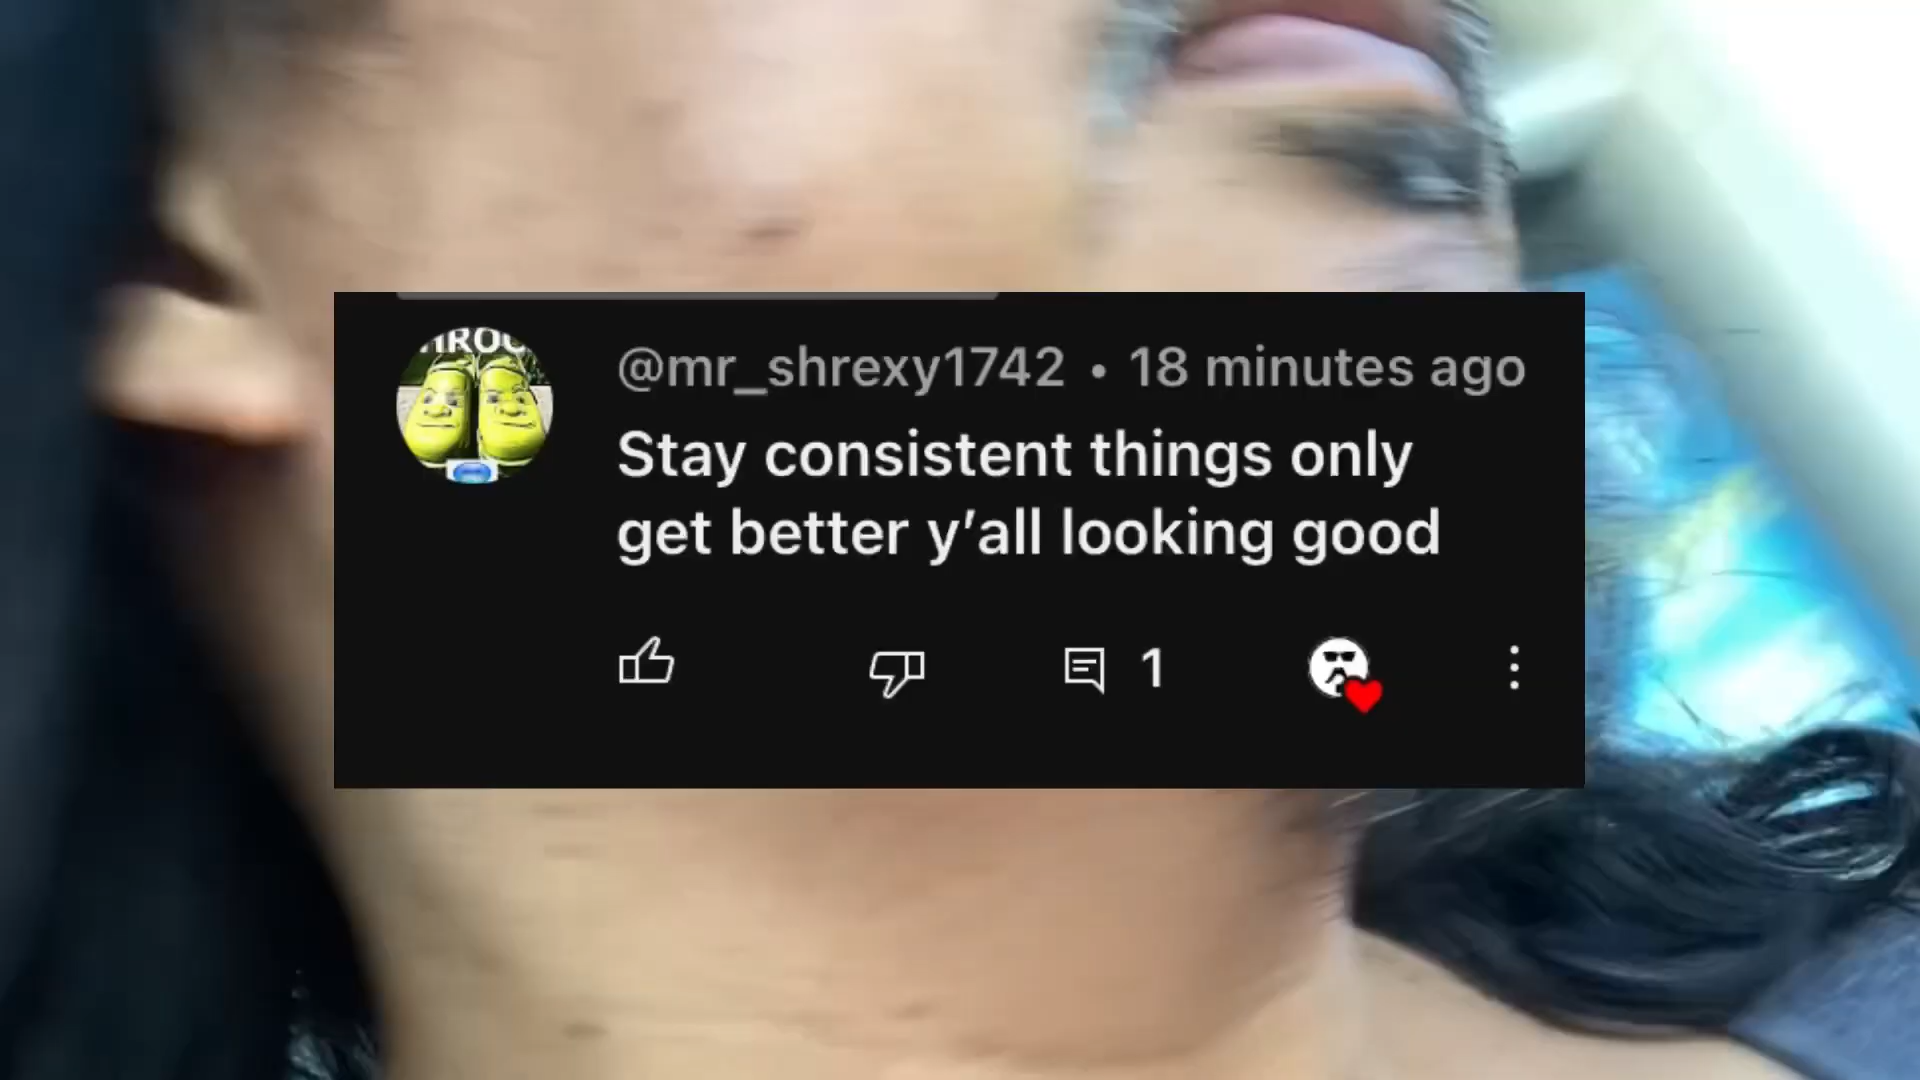 @mr_shrexy1742 • 18 minutes ago
Stay consistent things only
get better y’all looking good
1